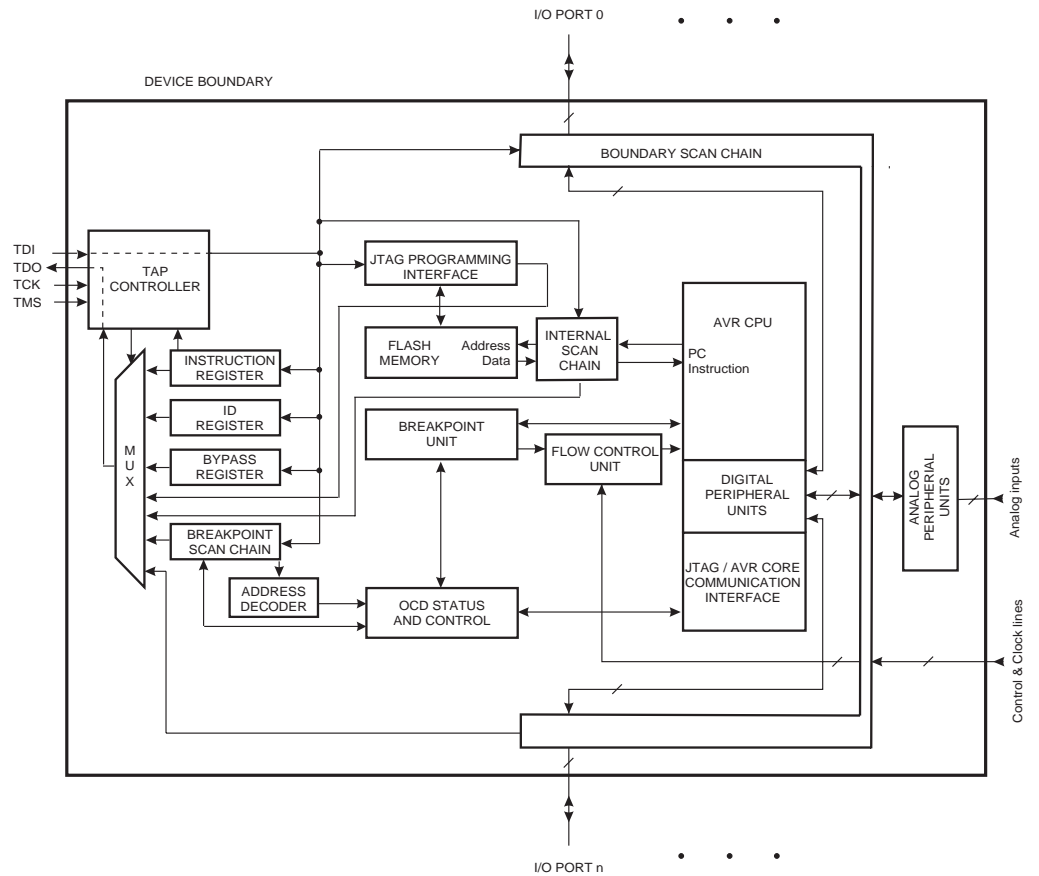 I/O PORT 0
DEVICE BOUNDARY
BOUNDARY SCAN CHAIN
TDI
TDO
TCK
TMS
TAP
CONTROLLER
JTAG PROGRAMMING
INTERFACE
FLASH
MEMORY
Address
Data
INTERNAL
SCAN
CHAIN
AVR CPU
PC
Instruction
INSTRUCTION
REGISTER
ID
REGISTER
BYPASS
REGISTER
M
U
X
BREAKPOINT
UNIT
FLOW CONTROL
UNIT
DIGITAL
PERIPHERAL
UNITS
ANALOG
PERIPHERIAL
UNITS
Analog inputs
BREAKPOINT
SCAN CHAIN
ADDRESS
DECODER
OCD STATUS
AND CONTROL
JTAG / AVR CORE
COMMUNICATION
INTERFACE
Control & Clock lines
I/O PORT n